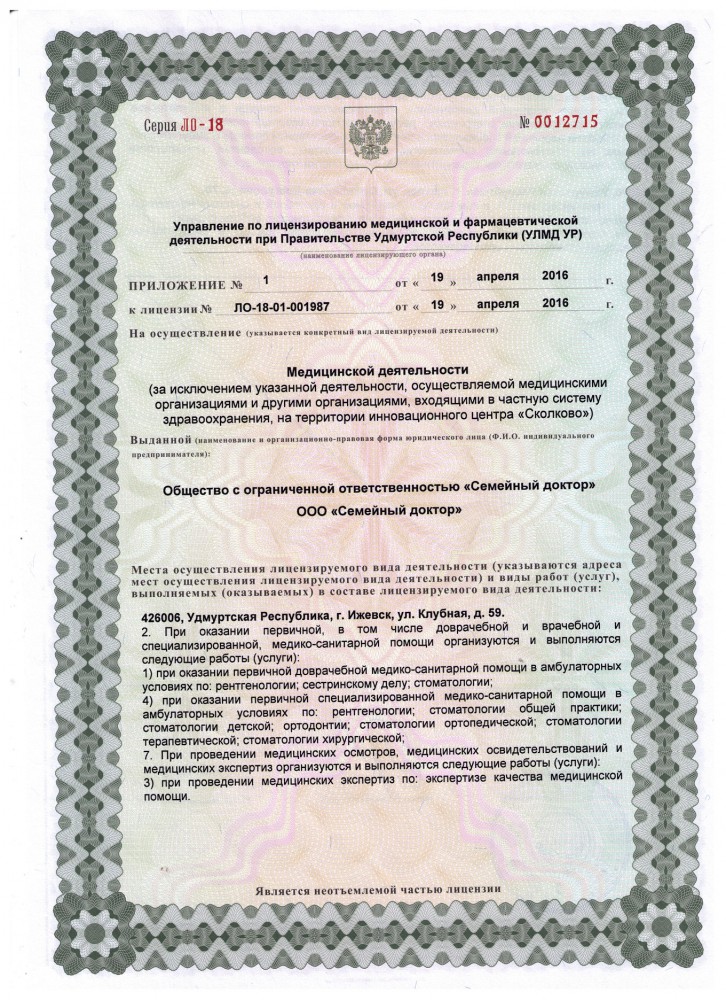 Серия ЛО-18
№ 0012715
Управление по лицензированию медицинской и фармацевтической
деятельности при Правительстве Удмуртской Республики (УЛМД УР)
(наименование лицензирующего органа)
ПРИЛОЖЕНИЕ № 1 от « 19 » апреля 2016 г.
к лицензии № ЛО-18-01-001987 от « 19 » апреля 2016 г.
На осуществление (указывается конкретный вид лицензируемой деятельности)
Медицинской деятельности
(за исключением указанной деятельности, осуществляемой медицинскими
организациями и другими организациями, входящими в частную систему
здравоохранения, на территории инновационного центра «Сколково»)
Выданной (наименование и организационно-правовая форма юридического лица (Ф.И.О. индивидуального
предпринимателя):
Общество с ограниченной ответственностью «Семейный доктор»
ООО «Семейный доктор»
Места осуществления лицензируемого вида деятельности (указываются адреса
мест осуществления лицензируемого вида деятельности) и виды работ (услуг),
выполняемых (оказываемых) в составе лицензируемого вида деятельности:
426006, Удмуртская Республика, г. Ижевск, ул. Клубная, д. 59.
2. При оказании первичной, в том числе доврачебной и врачебной и
специализированной, медико-санитарной помощи организуются и выполняются
следующие работы (услуги):
1) при оказании первичной доврачебной медико-санитарной помощи в амбулаторных
условиях по: рентгенологии; сестринскому делу; стоматологии;
4) при оказании первичной специализированной медико-санитарной помощи в
амбулаторных условиях по: рентгенологии; стоматологии общей практики;
стоматологии детской; ортодонтии; стоматологии ортопедической; стоматологии
терапевтической; стоматологии хирургической;
7. При проведении медицинских осмотров, медицинских освидетельствований и
медицинских экспертиз организуются и выполняются следующие работы (услуги):
3) при проведении медицинских экспертиз по: экспертизе качества медицинской
помощи.
Является неотъемлемой частью лицензии